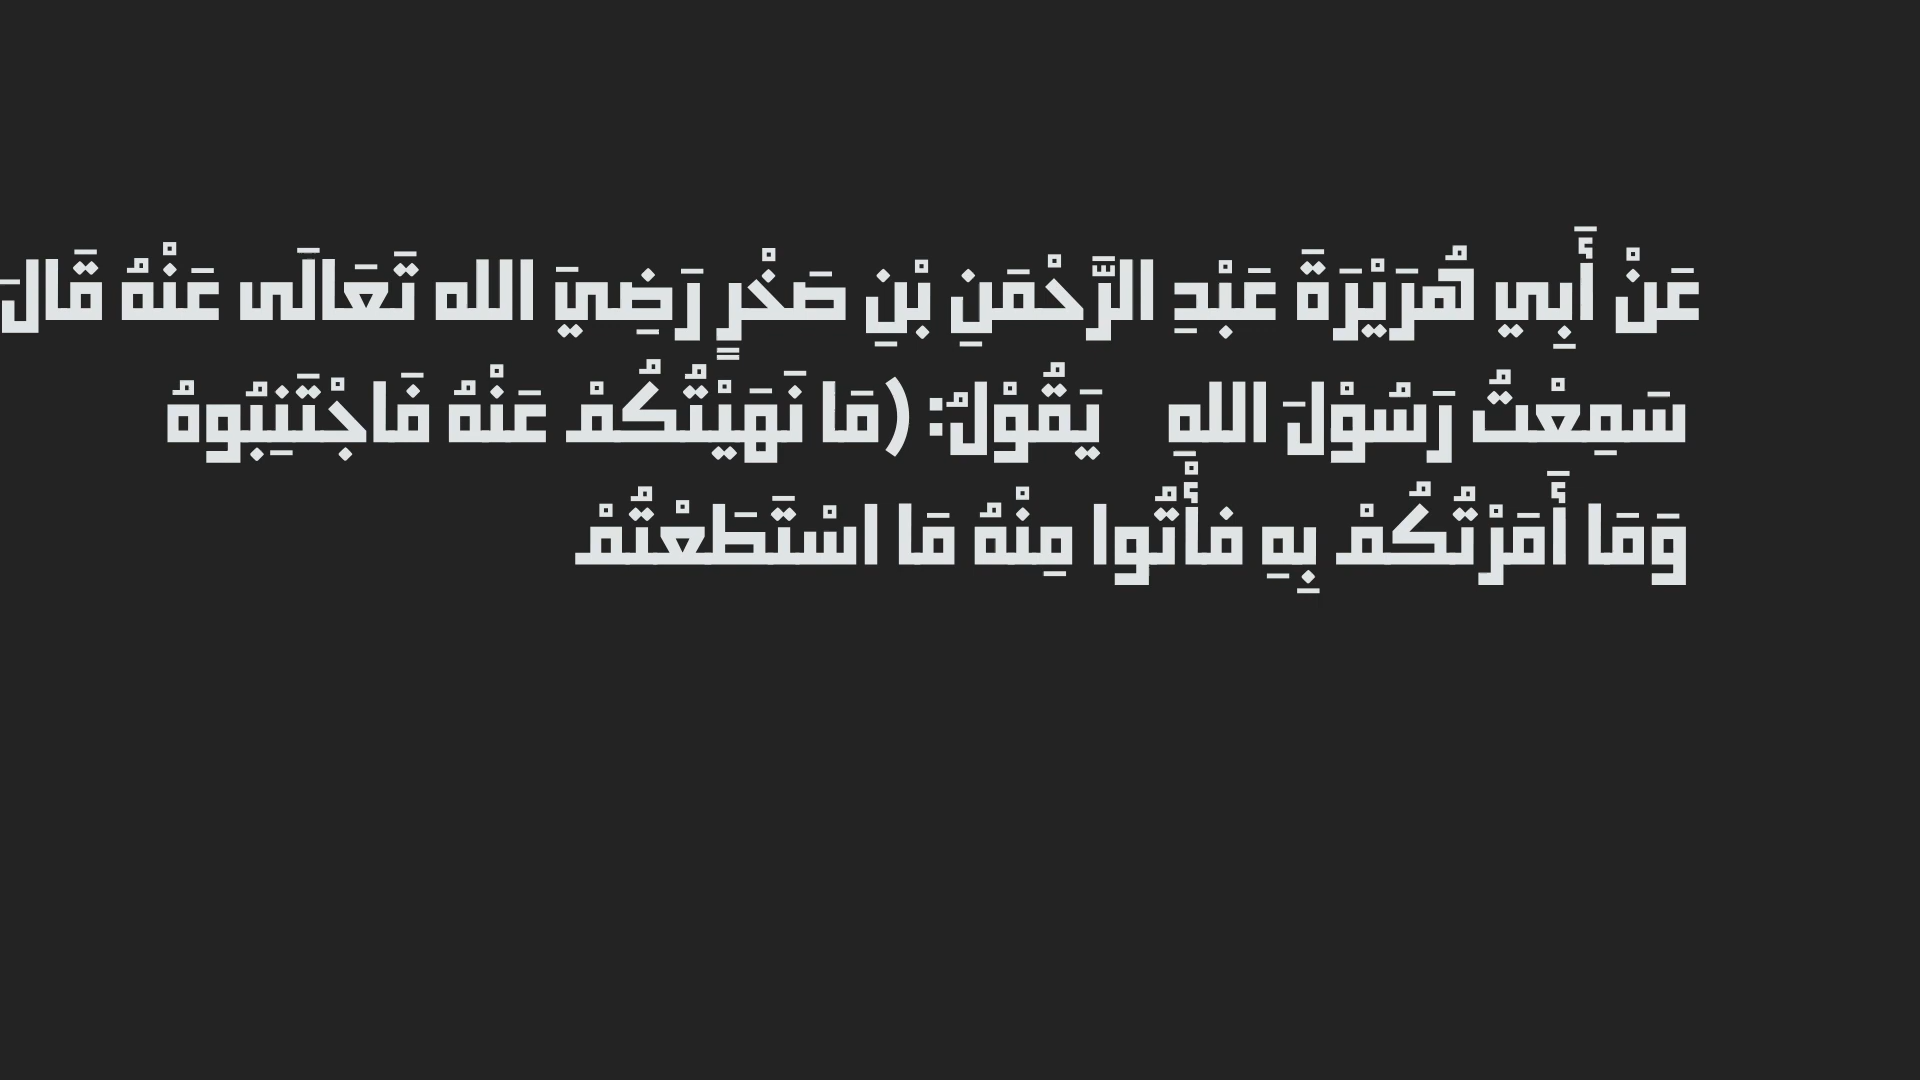 عَنْ أَبِي هُرَيْرَةَ عَبْدِ الرَّحْمَنِ بْنِ صَخْرٍ رَضِيَ الله تَعَالَى عَنْهُ قَالَ
سَمِعْتُ رَسُوْلَ اللهِ يَقُوْلُ: (مَا نَهَيْتُكُمْ عَنْهُ فَاجْتَنِبُوهُ
وَمَا أَمَرْتُكُمْ بِهِ فأْتُوا مِنْهُ مَا اسْتَطَعْتُمْ